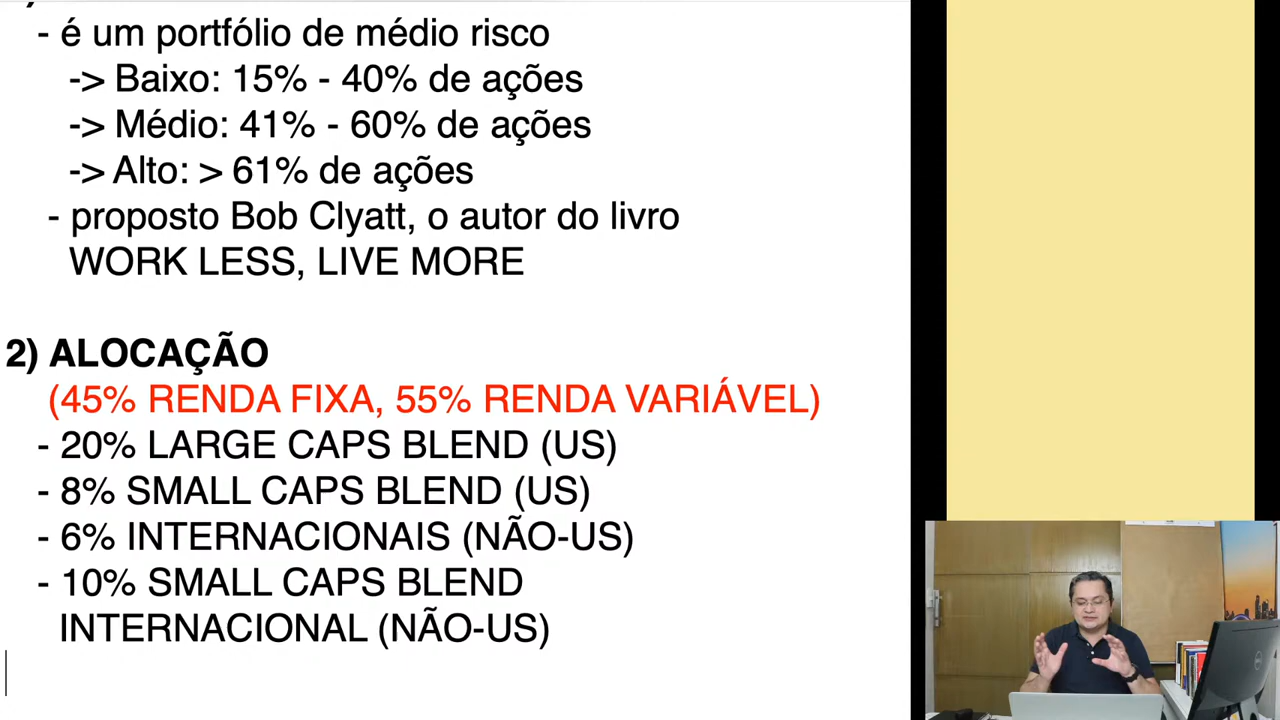 - é um portfólio de médio risco
-> Baixo: 15% - 40% de ações
-> Médio: 41% - 60% de ações
-> Alto: > 61% de ações
- proposto Bob Clyatt, o autor do livro
WORK LESS, LIVE MORE
2) ALOCAÇÃO
(45% RENDA FIXA, 55% RENDA VARIÁVEL)
- 20% LARGE CAPS BLEND (US)
- 8% SMALL CAPS BLEND (US)
- 6% INTERNACIONAIS (NÃO-US)
- 10% SMALL CAPS BLEND
INTERNACIONAL (NÃO-US)